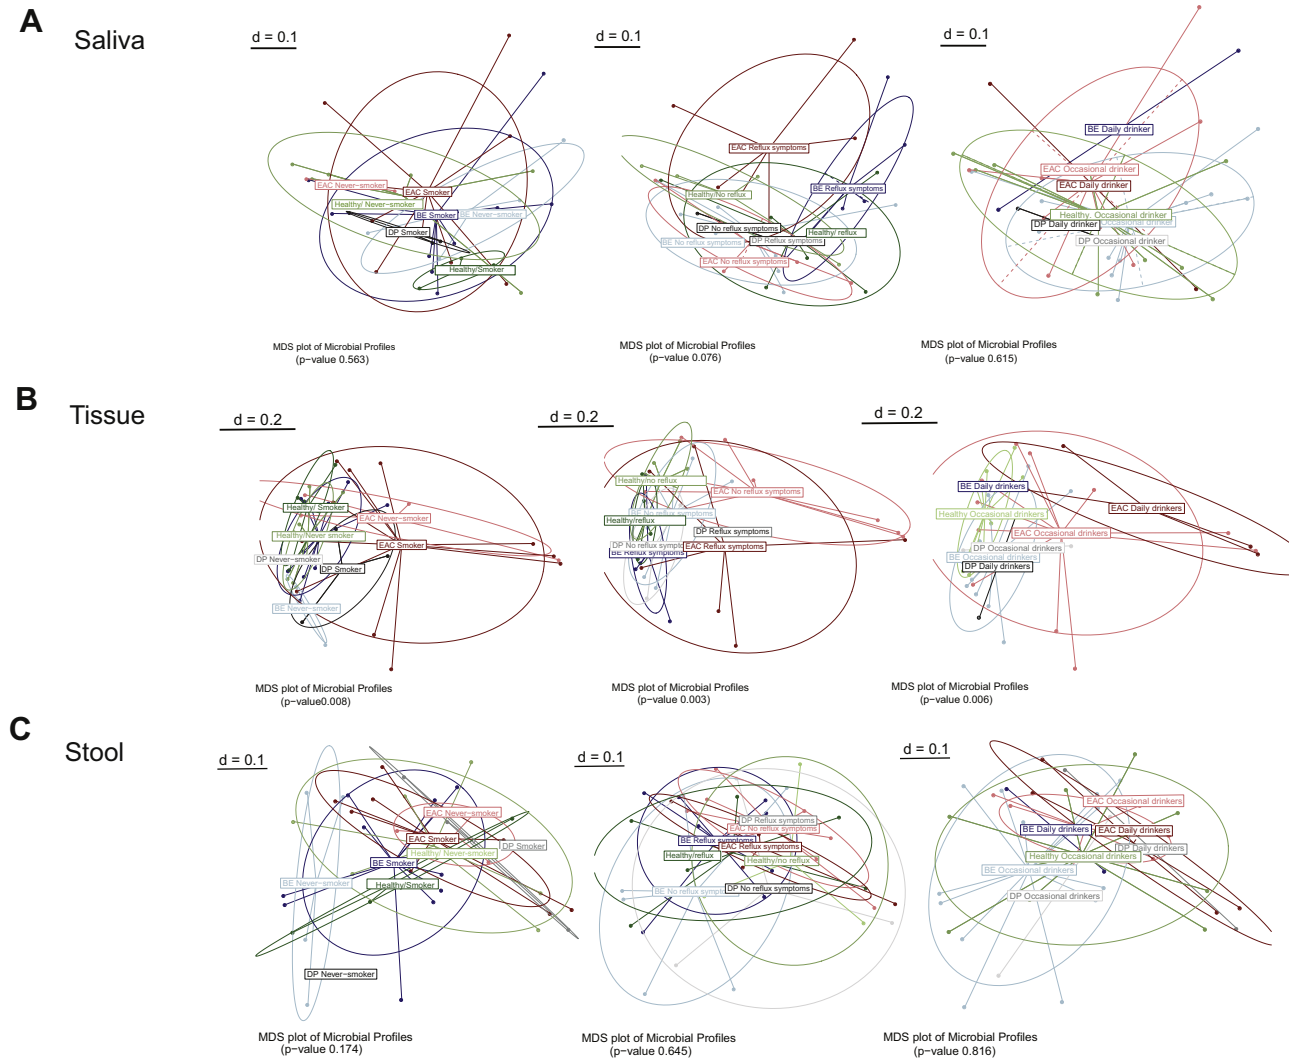 A
Saliva
d = 0.1
d = 0.1
d = 0.1
EAC Never-smoker
EAC Smoker
Healthy/ Never-smoker
BE Smoker
BE Never-smoker
DP Smoker
Healthy/Smoker
MDS plot of Microbial Profiles
(p-value 0.563)
EAC Reflux symptoms
BE Reflux symptoms
Healthy/No reflux
DP No reflux symptoms
Healthy/ reflux
BE No reflux symptoms
DP Reflux symptoms
EAC No reflux symptoms
MDS plot of Microbial Profiles
(p-value 0.076)
BE Daily drinker
EAC Occasional drinker
EAC Daily drinker
Healthy. Occasional drinker
DP Daily drinker
Occasional drinker
DP Occasional drinker
MDS plot of Microbial Profiles
(p-value 0.615)
B
Tissue
d = 0.2
d = 0.2
d = 0.2
Healthy/ Smoker
EAC Never-smoker
Healthy/Never smoker
EAC Smoker
DP Never-smoker
DP Smoker
BE Never-smoker
MDS plot of Microbial Profiles
(p-value0.008)
Healthy/no reflux
EAC No reflux symptoms
BE No reflux symptoms
Healthy/reflux
DP Reflux symptoms
DP No reflux sympto
EAC Reflux symptoms
BE Reflux symptoms
MDS plot of Microbial Profiles
(p-value 0.003)
BE Daily drinkers
EAC Daily drinkers
Healthy Occasional drinkers
EAC Occasional drinkers
DP Occasional drinkers
BE Occasional drinkers
DP Daily drinkers
MDS plot of Microbial Profiles
(p-value 0.006)
C
Stool
d = 0.1
d = 0.1
d = 0.1
EAC Never-smoker
EAC Smoker
DP Smoker
Healthy/ Never-smoker
BE Smoker
BE Never-smoker
Healthy/Smoker
DP Never-smoker
MDS plot of Microbial Profiles
(p-value 0.174)
DP Reflux symptoms
EAC No reflux symptoms
BE Reflux symptoms
EAC Reflux symptoms
Healthy/reflux
Healthy/no reflux
BE No reflux sympto
DP No reflux symptoms
MDS plot of Microbial Profiles
(p-value 0.645)
EAC Occasional drinkers
BE Daily drinkers
EAC Daily drinkers
DP Daily drinkers
Healthy Occasional drinkers
BE Occasional drinkers
DP Occasional drinkers
MDS plot of Microbial Profiles
(p-value 0.816)